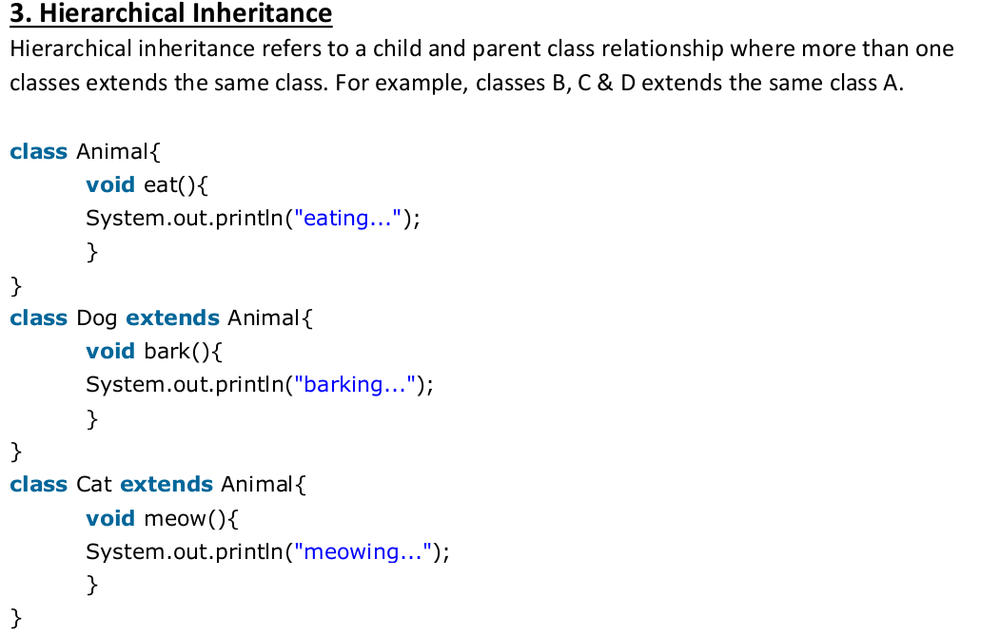 3. Hierarchical Inheritance
Hierarchical inheritance refers to a child and parent class relationship where more than one
classes extends the same class. For example, classes B, C & D extends the same class A.
class Animal{
void eat(){
System.out.println("eating...");
}
}
class Dog extends Animal{
void bark(){
System.out.println("barking...");
}
}
class Cat extends Animal{
void meow(){
System.out.println("meowing...");
}
}